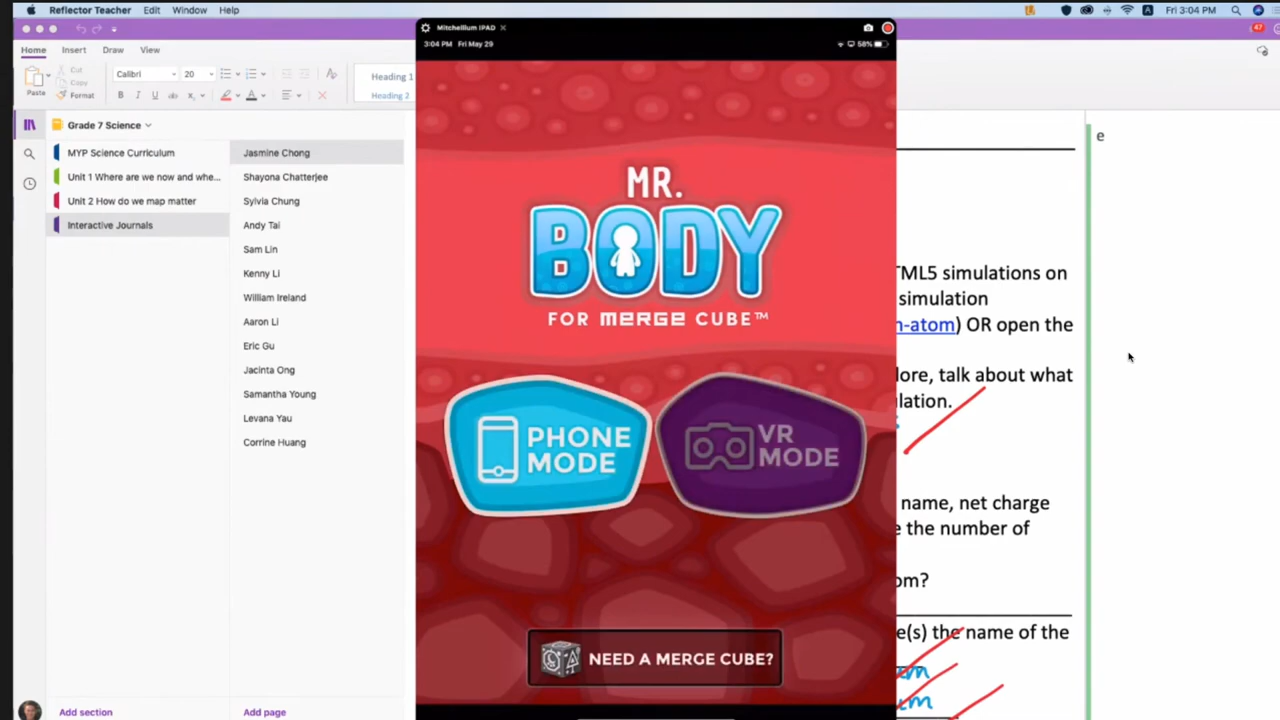 Reflector Teacher Edit Window Help
Fri 3:04 PM
Mitchellium IPAD
3:04 PM Fri May 29
58%
47
Home Insert Draw View
Paste
Cut
Copy
Format
Calibri 20
Heading 1
Heading 2
Grade 7 Science
MYP Science Curriculum
Unit 1 Where are we now and whe...
Unit 2 How do we map matter
Interactive Journals
Jasmine Chong
Shayona Chatterjee
Sylvia Chung
Andy Tai
Sam Lin
Kenny Li
William Ireland
Aaron Li
Eric Gu
Jacinta Ong
Samantha Young
Levana Yau
Corrine Huang
Add section
Add page
MR.
BODY
FOR MERGE CUBE™
PHONE
MODE
VR
MODE
NEED A MERGE CUBE?
e
TML5 simulations on
simulation
n-atom) OR open the
lore, talk about what
lation.
name, net charge
e the number of
om?
e(s) the name of the
um
um